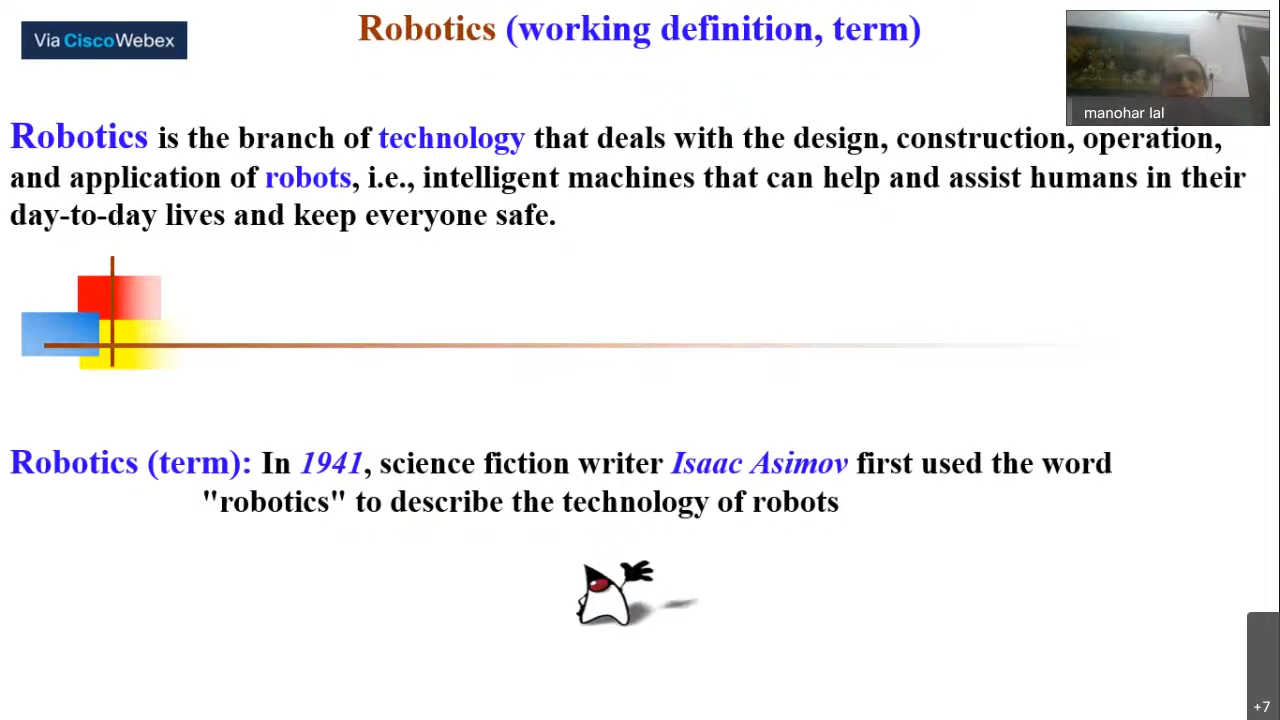 Via CiscoWebex
Robotics (working definition, term)
manohar lal
Robotics is the branch of technology that deals with the design, construction, operation,
and application of robots, i.e., intelligent machines that can help and assist humans in their
day-to-day lives and keep everyone safe.
Robotics (term): In 1941, science fiction writer Isaac Asimov first used the word
"robotics" to describe the technology of robots
+7